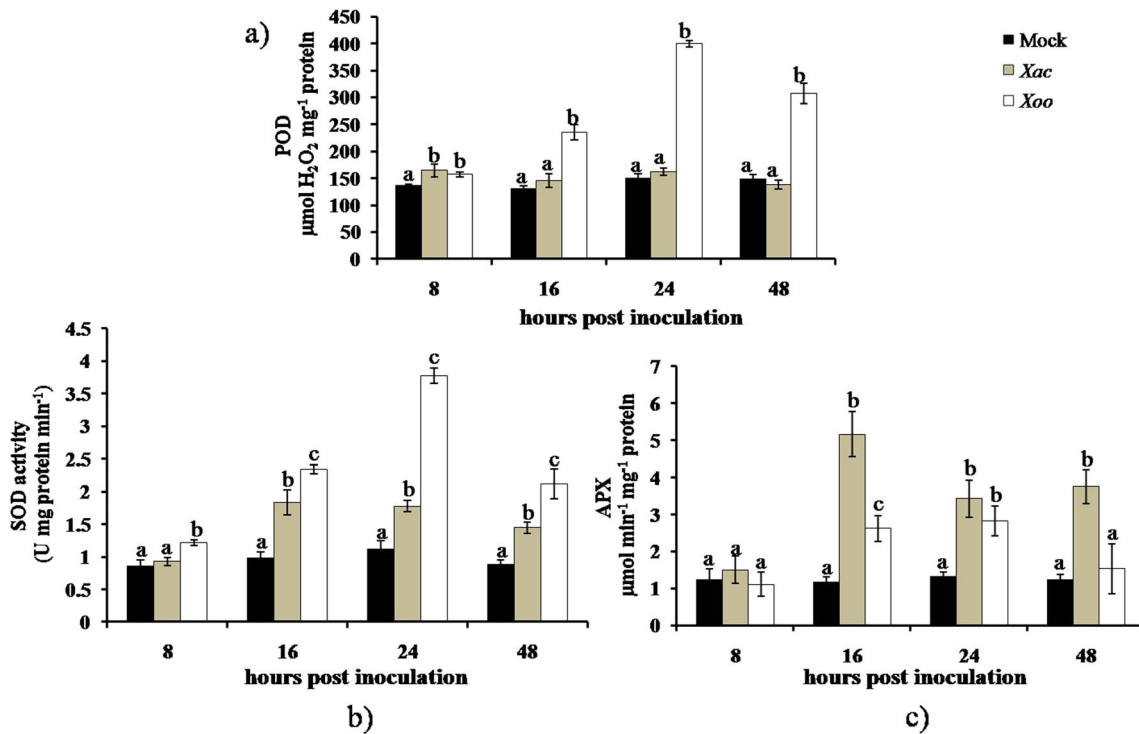 a)
POD
µmol H₂O₂ mg⁻¹ protein
450
400
350
300
250
200
150
100
50
0
a b b
a a b
a a b
a a b
8 16 24 48
hours post inoculation
Mock
Xac
Xoo
SOD activity
(U mg protein min⁻¹)
4.5
4
3.5
3
2.5
2
1.5
1
0.5
0
a a b
a b c
a b c
a b c
8 16 24 48
hours post inoculation
b)
APX
µmol min⁻¹ mg⁻¹ protein
7
6
5
4
3
2
1
0
a a a
a b c
a b b
a b a
8 16 24 48
hours post inoculation
c)